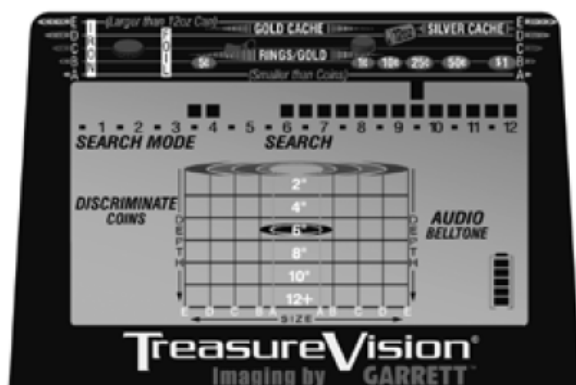 E (Larger than 12oz Can) GOLD CACHE 12oz SILVER CACHE E
D D
C IRON FOIL RINGS/GOLD C
B 5¢ 1¢ 10¢ 25¢ 50¢ $1 B
A (Smaller than Coins) A
1 2 3 4 5 6 7 8 9 10 11 12
SEARCH MODE SEARCH
DISCRIMINATE COINS
AUDIO BELLTONE
DEPTH
2"
4"
6"
8"
10"
12+
DEPTH
E D C B A A B C D E
SIZE
TreasureVision®
Imaging by GARRETT™